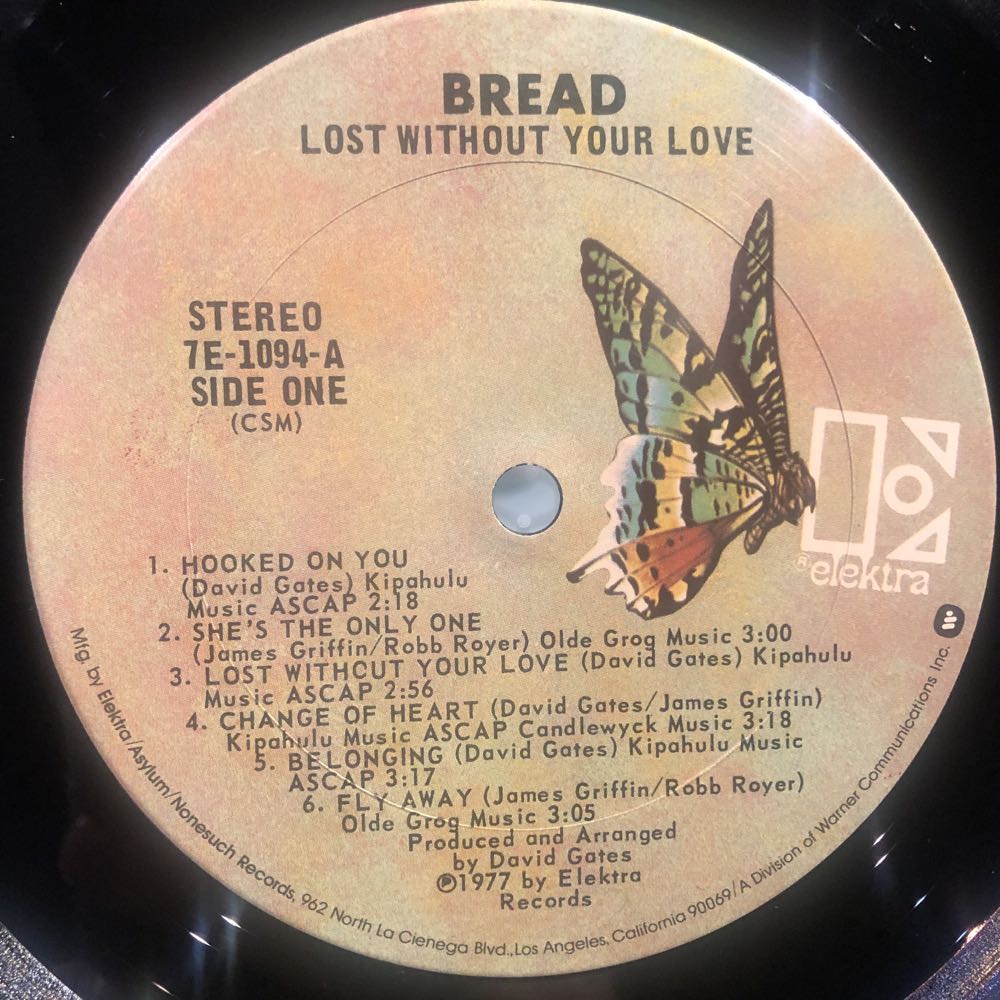 BREAD
LOST WITHOUT YOUR LOVE
STEREO
7E-1094-A
SIDE ONE
(CSM)
® elektra
1. HOOKED ON YOU
(David Gates) Kipahulu
Music ASCAP 2:18
2. SHE'S THE ONLY ONE
(James Griffin/Robb Royer) Olde Grog Music 3:00
3. LOST WITHOUT YOUR LOVE (David Gates) Kipahulu
Music ASCAP 2:56
4. CHANGE OF HEART (David Gates/James Griffin)
Kipahulu Music ASCAP Candlewyck Music 3:18
5. BELONGING (David Gates) Kipahulu Music
ASCAP 3:17
6. FLY AWAY (James Griffin/Robb Royer)
Olde Grog Music 3:05
Produced and Arranged
by David Gates
℗1977 by Elektra
Records
Mfg. by Elektra/Asylum/Nonesuch Records, 962 North La Cienega Blvd., Los Angeles, California 90069/A Division of Warner Communications Inc.